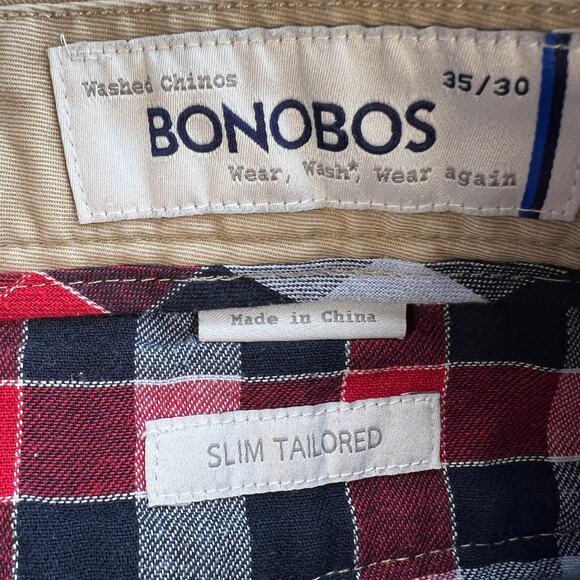 Washed Chinos 35/30
BONOBOS
Wear, Wash*, wear again
Made in China
SLIM TAILORED